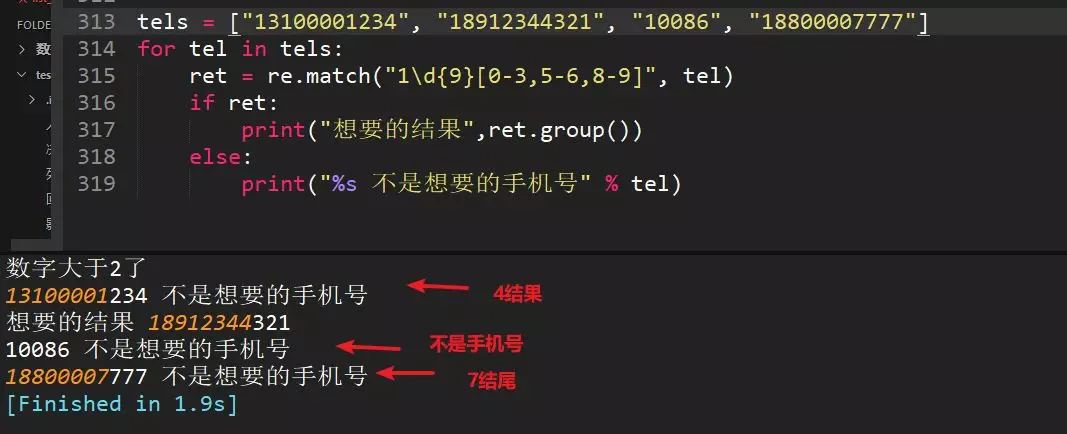 FOLDE
数
tes
.i
312
313 tels = ["13100001234", "18912344321", "10086", "18800007777"]
314 for tel in tels:
315 ret = re.match("1\d{9}[0-3,5-6,8-9]", tel)
316 if ret:
317 print("想要的结果",ret.group())
318 else:
319 print("%s 不是想要的手机号" % tel)
数字大于2了
13100001234 不是想要的手机号 4结果
想要的结果 18912344321
10086 不是想要的手机号 不是手机号
18800007777 不是想要的手机号 7结尾
[Finished in 1.9s]